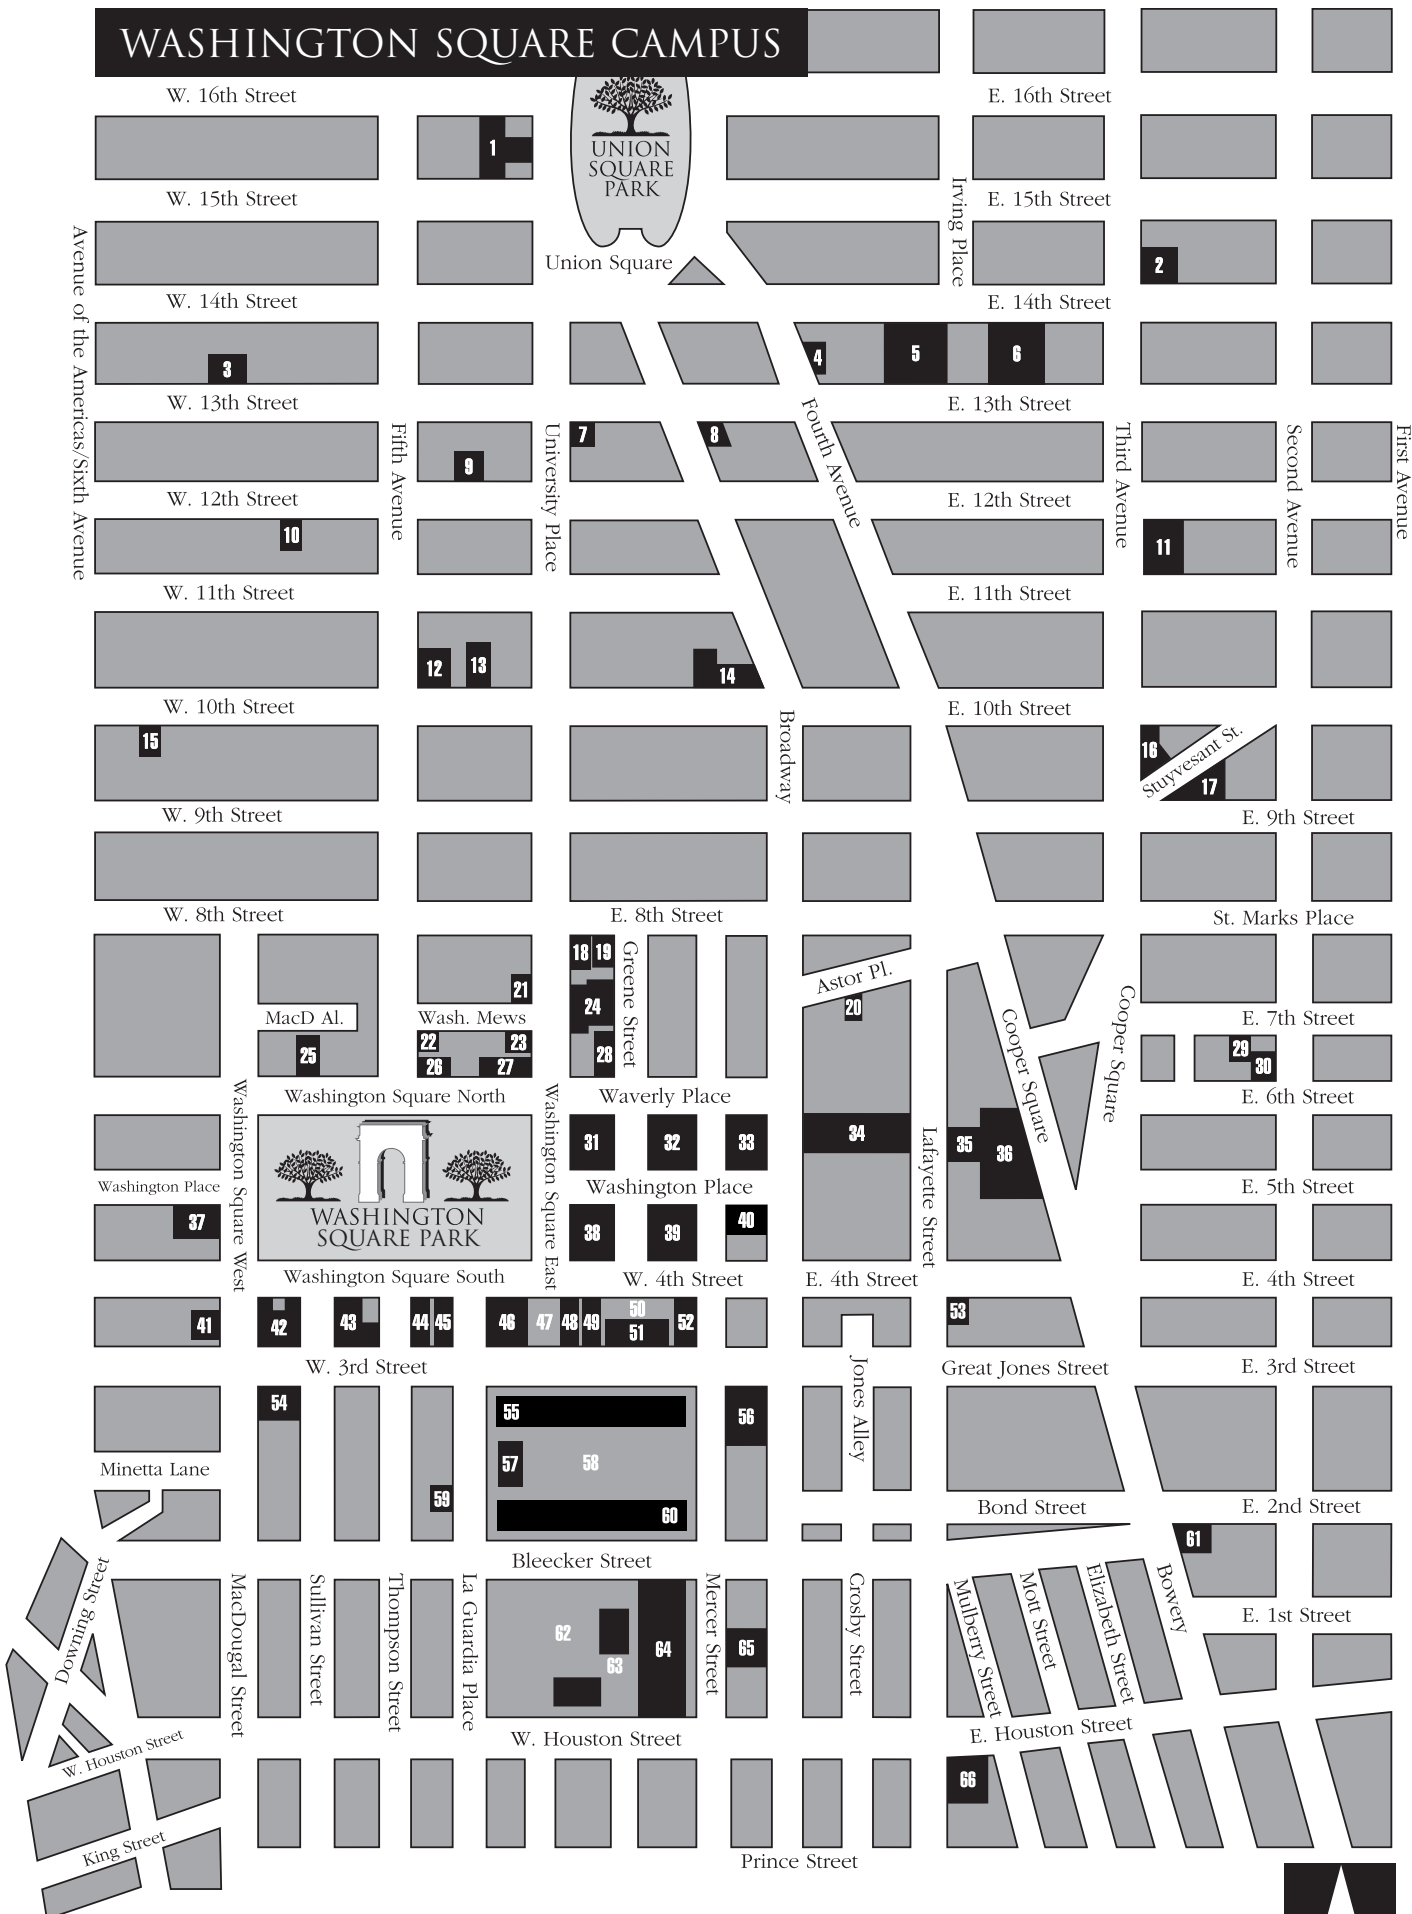 WASHINGTON SQUARE CAMPUS
W. 16th Street
E. 16th Street
1
UNION
SQUARE
PARK
W. 15th Street
Irving Place
E. 15th Street
Avenue of the Americas/Sixth Avenue
Union Square
2
W. 14th Street
E. 14th Street
3
4
5
6
W. 13th Street
E. 13th Street
Fifth Avenue
University Place
Fourth Avenue
Third Avenue
Second Avenue
First Avenue
7
8
9
W. 12th Street
E. 12th Street
10
11
W. 11th Street
E. 11th Street
12
13
14
W. 10th Street
E. 10th Street
Broadway
15
16
Stuyvesant St.
17
W. 9th Street
E. 9th Street
W. 8th Street
E. 8th Street
St. Marks Place
18
19
Greene Street
Astor Pl.
21
24
20
Cooper Square
Cooper Square
MacD Al.
Wash. Mews
E. 7th Street
22
23
25
26
27
28
29
30
Washington Square North
Waverly Place
E. 6th Street
Washington Square West
Washington Square East
31
32
33
34
Lafayette Street
35
36
Washington Place
Washington Place
E. 5th Street
WASHINGTON
SQUARE PARK
37
38
39
40
Washington Square South
W. 4th Street
E. 4th Street
E. 4th Street
41
42
43
44
45
46
47
48
49
50
51
52
53
W. 3rd Street
Jones Alley
Great Jones Street
E. 3rd Street
54
55
56
57
58
Minetta Lane
59
60
Bond Street
E. 2nd Street
61
Bleecker Street
Downing Street
MacDougal Street
Sullivan Street
Thompson Street
La Guardia Place
Mercer Street
Crosby Street
Mulberry Street
Mott Street
Elizabeth Street
Bowery
E. 1st Street
62
63
64
65
W. Houston Street
W. Houston Street
E. Houston Street
66
King Street
Prince Street